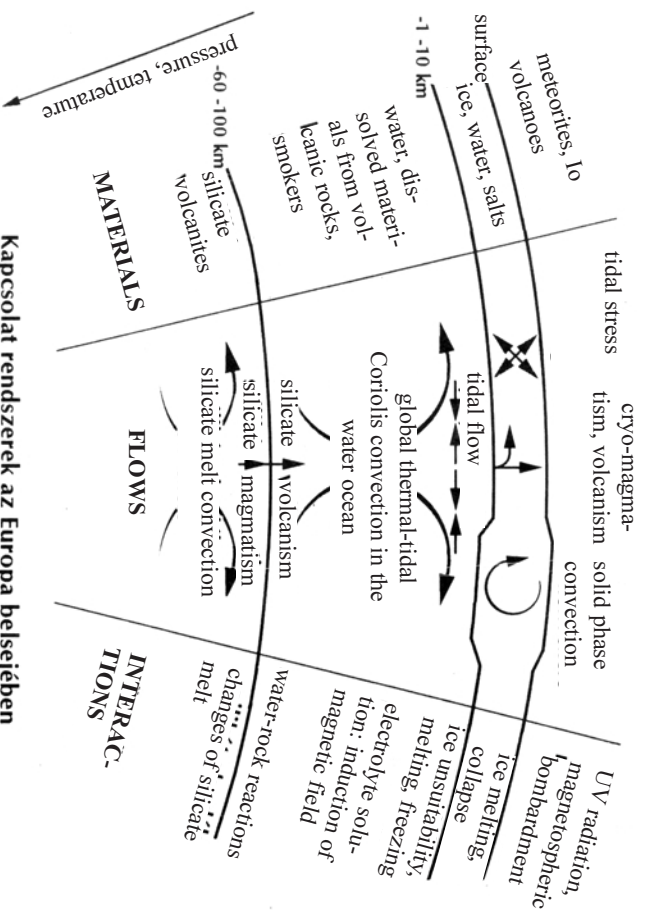 meteorites, Io
volcanoes
surface
ice, water, salts
-1 -10 km
water, dis-
solved materi-
als from vol-
lcanic rocks,
smokers
-60 -100 km
silicate
volcanites
pressure, temperature
MATERIALS
tidal stress
cryo-magma-
tism, volcanism
solid phase
convection
tidal flow
global thermal-tidal
Coriolis convection in the
water ocean
silicate volcanism
silicate magmatism
silicate melt convection
FLOWS
UV radiation,
magnetospheric
bombardment
ice melting,
collapse
ice unsuitability,
melting, freezing
electrolyte solu-
tion: induction of
magnetic field
water-rock reactions
changes of silicate
melt
INTERAC-
TIONS
Kapcsolat rendszerek az Europa belsejében